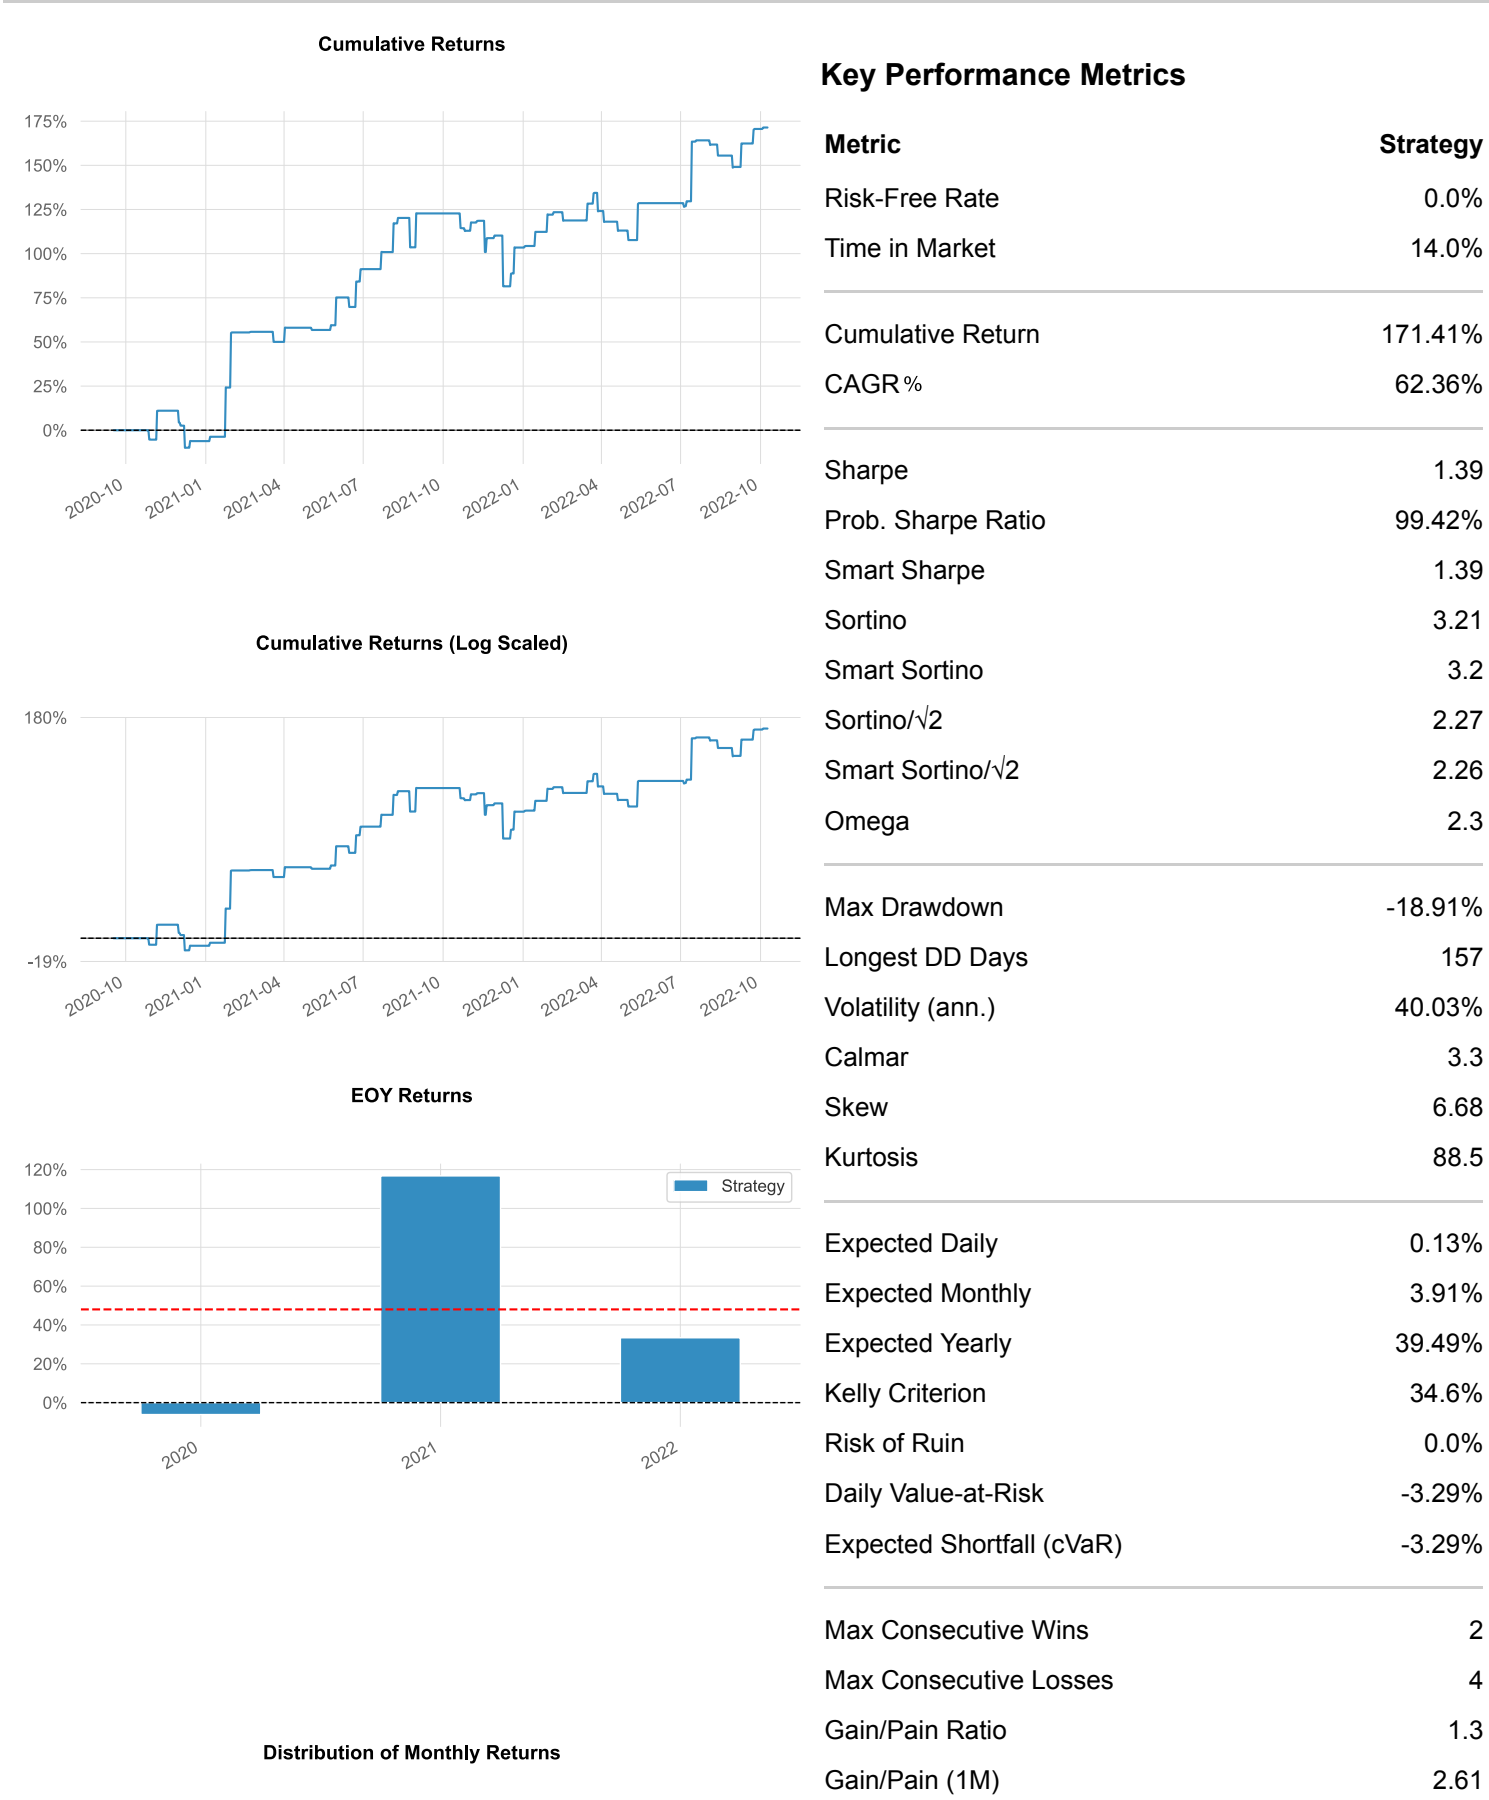 Cumulative Returns
175%
150%
125%
100%
75%
50%
25%
0%
2020-10
2021-01
2021-04
2021-07
2021-10
2022-01
2022-04
2022-07
2022-10
Cumulative Returns (Log Scaled)
180%
-19%
2020-10
2021-01
2021-04
2021-07
2021-10
2022-01
2022-04
2022-07
2022-10
EOY Returns
120%
100%
80%
60%
40%
20%
0%
Strategy
2020
2021
2022
Distribution of Monthly Returns
Key Performance Metrics
Metric Strategy
Risk-Free Rate 0.0%
Time in Market 14.0%
Cumulative Return 171.41%
CAGR% 62.36%
Sharpe 1.39
Prob. Sharpe Ratio 99.42%
Smart Sharpe 1.39
Sortino 3.21
Smart Sortino 3.2
Sortino/√2 2.27
Smart Sortino/√2 2.26
Omega 2.3
Max Drawdown -18.91%
Longest DD Days 157
Volatility (ann.) 40.03%
Calmar 3.3
Skew 6.68
Kurtosis 88.5
Expected Daily 0.13%
Expected Monthly 3.91%
Expected Yearly 39.49%
Kelly Criterion 34.6%
Risk of Ruin 0.0%
Daily Value-at-Risk -3.29%
Expected Shortfall (cVaR) -3.29%
Max Consecutive Wins 2
Max Consecutive Losses 4
Gain/Pain Ratio 1.3
Gain/Pain (1M) 2.61